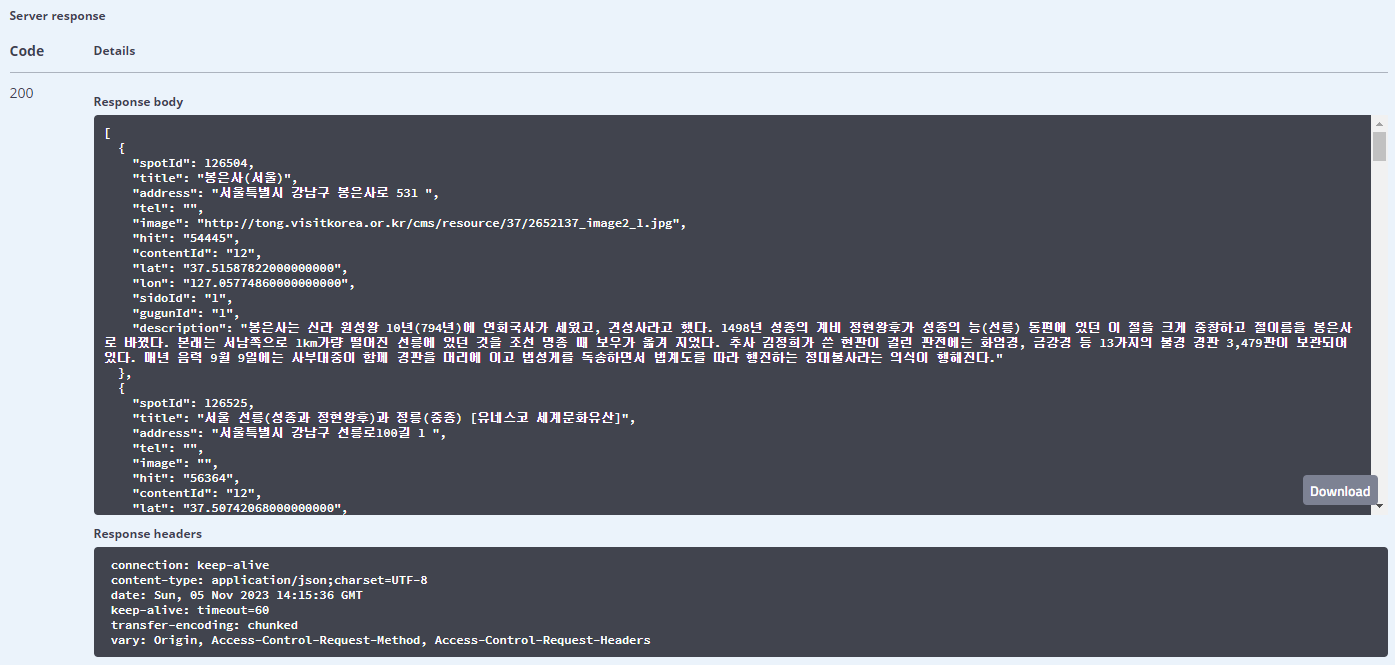 Server response
Code Details
200
Response body
[
{
"spotId": 126504,
"title": "봉은사(서울)",
"address": "서울특별시 강남구 봉은사로 531 ",
"tel": "",
"image": "http://tong.visitkorea.or.kr/cms/resource/37/2652137_image2_1.jpg",
"hit": "54445",
"contentId": "12",
"lat": "37.51587822000000000",
"lon": "127.05774860000000000",
"sidoId": "1",
"gugunId": "1",
"description": "봉은사는 신라 원성왕 10년(794년)에 연회국사가 세웠고, 견성사라고 했다. 1498년 성종의 계비 정현왕후가 성종의 능(선릉) 동편에 있던 이 절을 크게 중창하고 절이름을 봉은사
로 바꿨다. 본래는 서남쪽으로 1km가량 떨어진 선릉에 있던 것을 조선 명종 때 보우가 옮겨 지었다. 추사 김정희가 쓴 현판이 걸린 판전에는 화엄경, 금강경 등 13가지의 불경 경판 3,479판이 보관되어
있다. 매년 음력 9월 9일에는 사부대중이 함께 경판을 머리에 이고 법성게를 독송하면서 법계도를 따라 행진하는 정대불사라는 의식이 행해진다."
},
{
"spotId": 126525,
"title": "서울 선릉(성종과 정현왕후)과 정릉(중종) [유네스코 세계문화유산]",
"address": "서울특별시 강남구 선릉로100길 1 ",
"tel": "",
"image": "",
"hit": "56364",
"contentId": "12",
"lat": "37.50742068000000000",
Download
Response headers
connection: keep-alive
content-type: application/json;charset=UTF-8
date: Sun, 05 Nov 2023 14:15:36 GMT
keep-alive: timeout=60
transfer-encoding: chunked
vary: Origin, Access-Control-Request-Method, Access-Control-Request-Headers